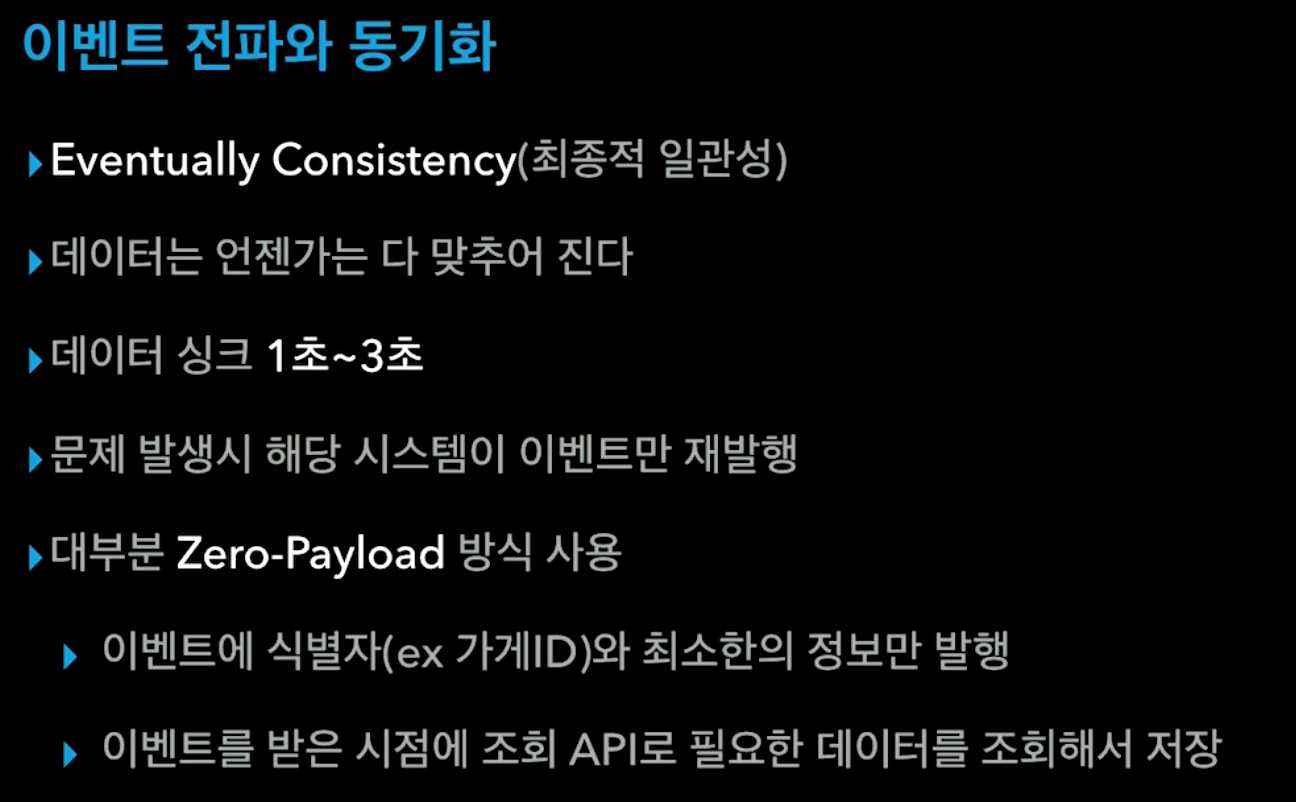 이벤트 전파와 동기화
▸Eventually Consistency(최종적 일관성)
▸데이터는 언젠가는 다 맞추어 진다
▸데이터 싱크 1초~3초
▸문제 발생시 해당 시스템이 이벤트만 재발행
▸대부분 Zero-Payload 방식 사용
▸ 이벤트에 식별자(ex 가게ID)와 최소한의 정보만 발행
▸ 이벤트를 받은 시점에 조회 API로 필요한 데이터를 조회해서 저장